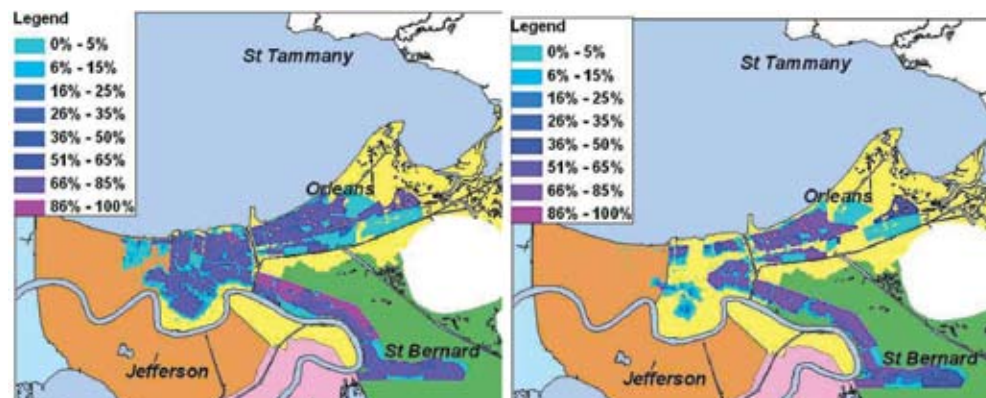 Legend
0% - 5%
6% - 15%
16% - 25%
26% - 35%
36% - 50%
51% - 65%
66% - 85%
86% - 100%
St Tammany
Orleans
Jefferson
St Bernard
Legend
0% - 5%
6% - 15%
16% - 25%
26% - 35%
36% - 50%
51% - 65%
66% - 85%
86% - 100%
St Tammany
Orleans
Jefferson
St Bernard